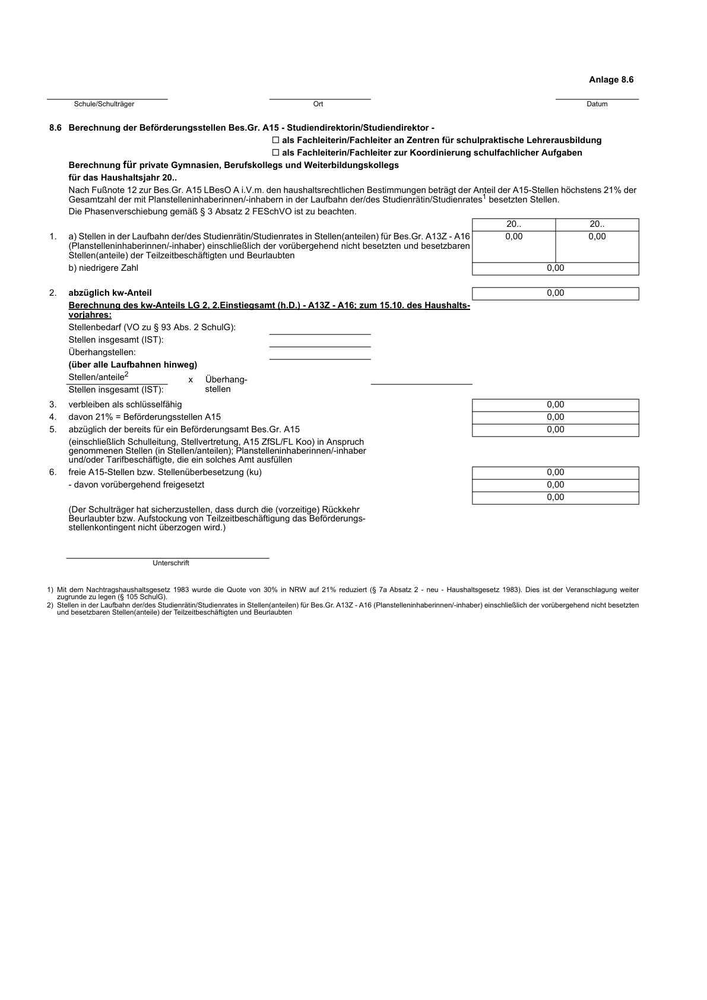 Anlage 8.6
Schule/Schulträger Ort Datum
8.6 Berechnung der Beförderungsstellen Bes.Gr. A15 - Studiendirektorin/Studiendirektor -
☐ als Fachleiterin/Fachleiter an Zentren für schulpraktische Lehrerausbildung
☐ als Fachleiterin/Fachleiter zur Koordinierung schulfachlicher Aufgaben
Berechnung für private Gymnasien, Berufskollegs und Weiterbildungskollegs
für das Haushaltsjahr 20..
Nach Fußnote 12 zur Bes.Gr. A15 LBesO A i.V.m. den haushaltsrechtlichen Bestimmungen beträgt der Anteil der A15-Stellen höchstens 21% der
Gesamtzahl der mit Planstelleninhaberinnen/-inhabern in der Laufbahn der/des Studienrätin/Studienrates1 besetzten Stellen.
Die Phasenverschiebung gemäß § 3 Absatz 2 FESchVO ist zu beachten.
20.. 20..
1. a) Stellen in der Laufbahn der/des Studienrätin/Studienrates in Stellen(anteilen) für Bes.Gr. A13Z - A16 0,00 0,00
(Planstelleninhaberinnen/-inhaber) einschließlich der vorübergehend nicht besetzten und besetzbaren
Stellen(anteile) der Teilzeitbeschäftigten und Beurlaubten
b) niedrigere Zahl 0,00
2. abzüglich kw-Anteil 0,00
Berechnung des kw-Anteils LG 2, 2.Einstiegsamt (h.D.) - A13Z - A16; zum 15.10. des Haushalts-
vorjahres:
Stellenbedarf (VO zu § 93 Abs. 2 SchulG):
Stellen insgesamt (IST):
Überhangstellen:
(über alle Laufbahnen hinweg)
Stellen/anteile2 x Überhang-
Stellen insgesamt (IST): stellen
3. verbleiben als schlüsselfähig 0,00
4. davon 21% = Beförderungsstellen A15 0,00
5. abzüglich der bereits für ein Beförderungsamt Bes.Gr. A15 0,00
(einschließlich Schulleitung, Stellvertretung, A15 ZfSL/FL Koo) in Anspruch
genommenen Stellen (in Stellen/anteilen); Planstelleninhaberinnen/-inhaber
und/oder Tarifbeschäftigte, die ein solches Amt ausfüllen
6. freie A15-Stellen bzw. Stellenüberbesetzung (ku) 0,00
- davon vorübergehend freigesetzt 0,00
0,00
(Der Schulträger hat sicherzustellen, dass durch die (vorzeitige) Rückkehr
Beurlaubter bzw. Aufstockung von Teilzeitbeschäftigung das Beförderungs-
stellenkontingent nicht überzogen wird.)
Unterschrift
1) Mit dem Nachtragshaushaltsgesetz 1983 wurde die Quote von 30% in NRW auf 21% reduziert (§ 7a Absatz 2 - neu - Haushaltsgesetz 1983). Dies ist der Veranschlagung weiter
zugrunde zu legen (§ 105 SchulG).
2) Stellen in der Laufbahn der/des Studienrätin/Studienrates in Stellen(anteilen) für Bes.Gr. A13Z - A16 (Planstelleninhaberinnen/-inhaber) einschließlich der vorübergehend nicht besetzten
und besetzbaren Stellen(anteile) der Teilzeitbeschäftigten und Beurlaubten